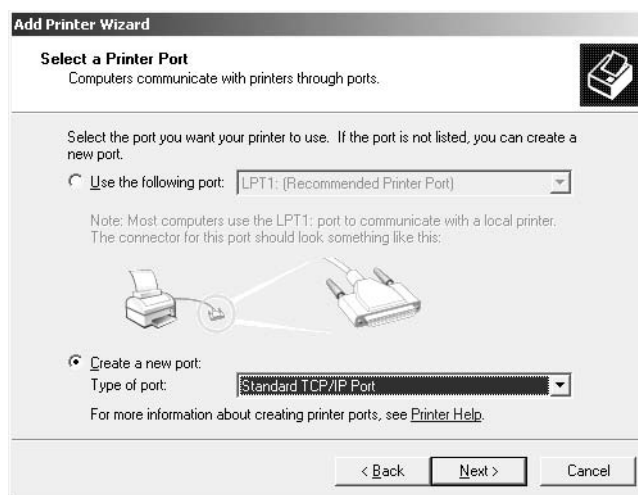 Add Printer Wizard
Select a Printer Port
Computers communicate with printers through ports.
Select the port you want your printer to use. If the port is not listed, you can create a
new port.
Use the following port: LPT1: (Recommended Printer Port)
Note: Most computers use the LPT1: port to communicate with a local printer.
The connector for this port should look something like this:
Create a new port:
Type of port: Standard TCP/IP Port
For more information about creating printer ports, see Printer Help.
< Back Next > Cancel